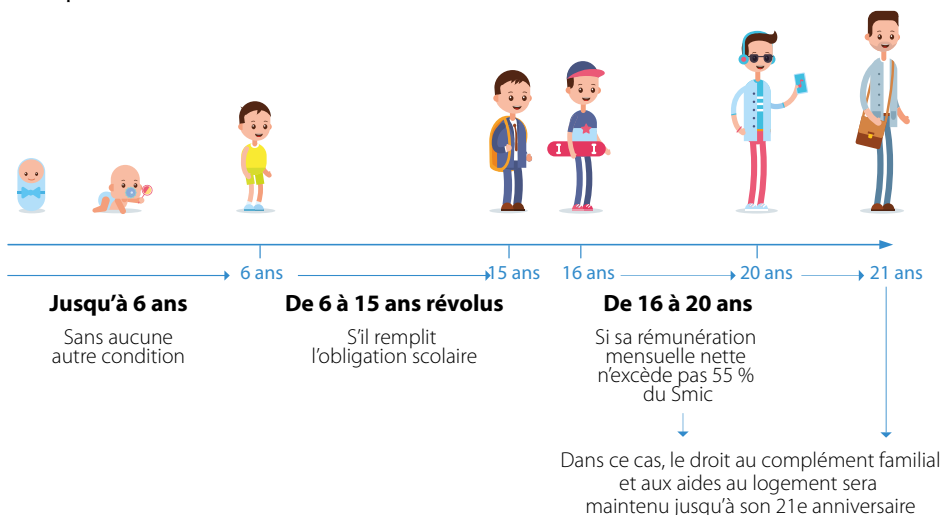 6 ans
15 ans
16 ans
20 ans
21 ans
Jusqu'à 6 ans
Sans aucune
autre condition
De 6 à 15 ans révolus
S'il remplit
l'obligation scolaire
De 16 à 20 ans
Si sa rémunération
mensuelle nette
n'excède pas 55 %
du Smic
Dans ce cas, le droit au complément familial
et aux aides au logement sera
maintenu jusqu'à son 21e anniversaire